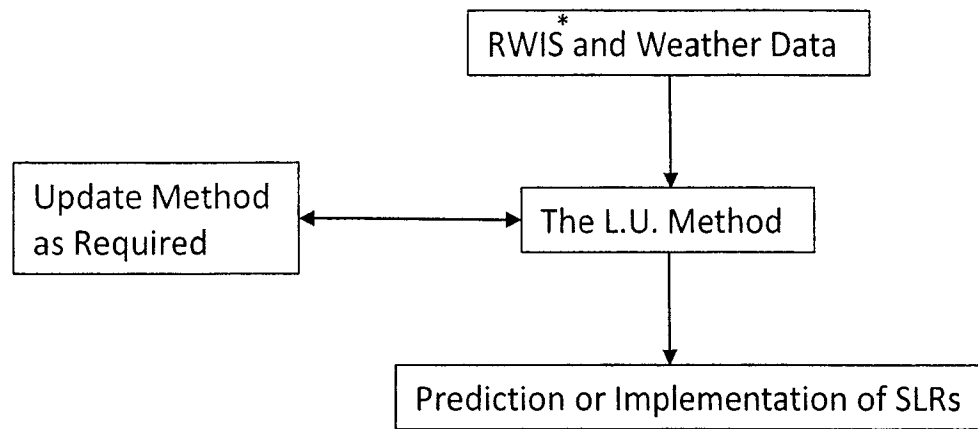 RWIS* and Weather Data
Update Method
as Required
The L.U. Method
Prediction or Implementation of SLRs